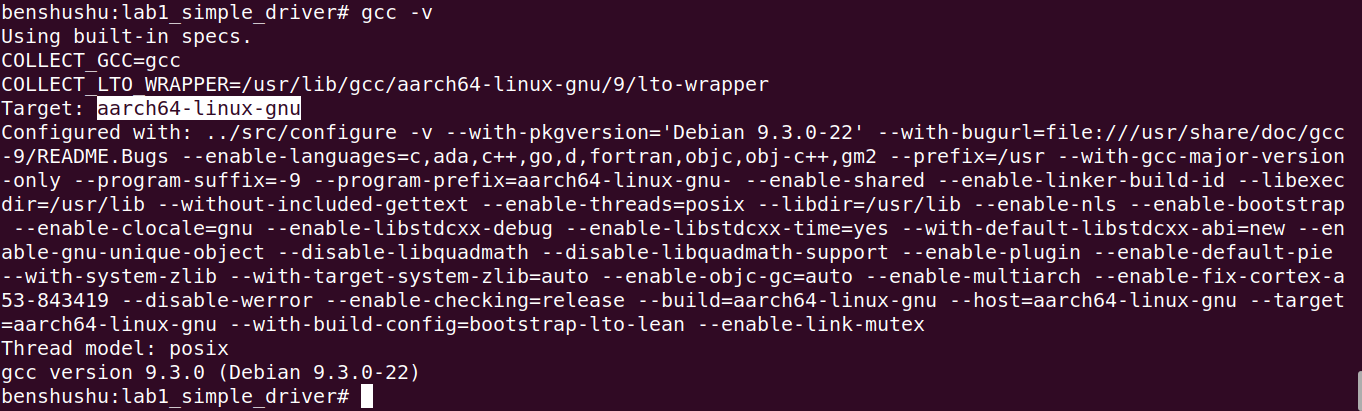 benshushu:lab1_simple_driver# gcc -v
Using built-in specs.
COLLECT_GCC=gcc
COLLECT_LTO_WRAPPER=/usr/lib/gcc/aarch64-linux-gnu/9/lto-wrapper
Target: aarch64-linux-gnu
Configured with: ../src/configure -v --with-pkgversion='Debian 9.3.0-22' --with-bugurl=file:///usr/share/doc/gcc
-9/README.Bugs --enable-languages=c,ada,c++,go,d,fortran,objc,obj-c++,gm2 --prefix=/usr --with-gcc-major-version
-only --program-suffix=-9 --program-prefix=aarch64-linux-gnu- --enable-shared --enable-linker-build-id --libexec
dir=/usr/lib --without-included-gettext --enable-threads=posix --libdir=/usr/lib --enable-nls --enable-bootstrap
 --enable-clocale=gnu --enable-libstdcxx-debug --enable-libstdcxx-time=yes --with-default-libstdcxx-abi=new --en
able-gnu-unique-object --disable-libquadmath --disable-libquadmath-support --enable-plugin --enable-default-pie
--with-system-zlib --with-target-system-zlib=auto --enable-objc-gc=auto --enable-multiarch --enable-fix-cortex-a
53-843419 --disable-werror --enable-checking=release --build=aarch64-linux-gnu --host=aarch64-linux-gnu --target
=aarch64-linux-gnu --with-build-config=bootstrap-lto-lean --enable-link-mutex
Thread model: posix
gcc version 9.3.0 (Debian 9.3.0-22)
benshushu:lab1_simple_driver#